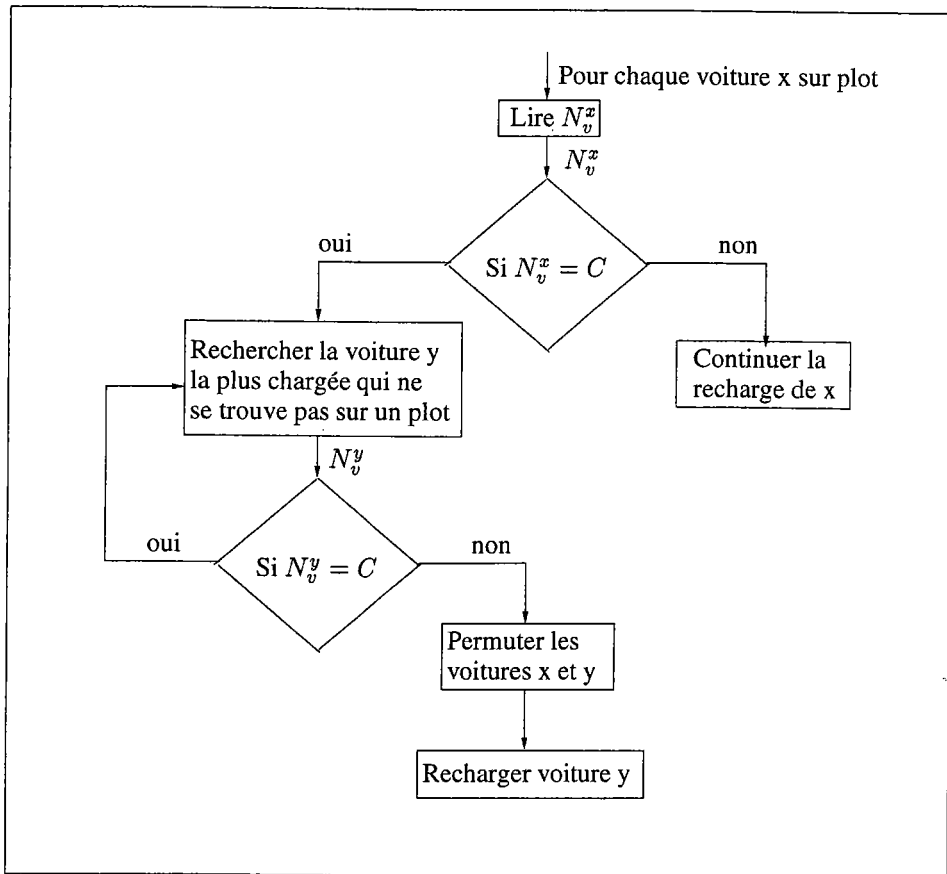 Pour chaque voiture x sur plot
Lire $N_v^x$
$N_v^x$
oui
non
Si $N_v^x = C$
Rechercher la voiture y
la plus chargée qui ne
se trouve pas sur un plot
Continuer la
recharge de x
$N_v^y$
oui
non
Si $N_v^y = C$
Permuter les
voitures x et y
Recharger voiture y